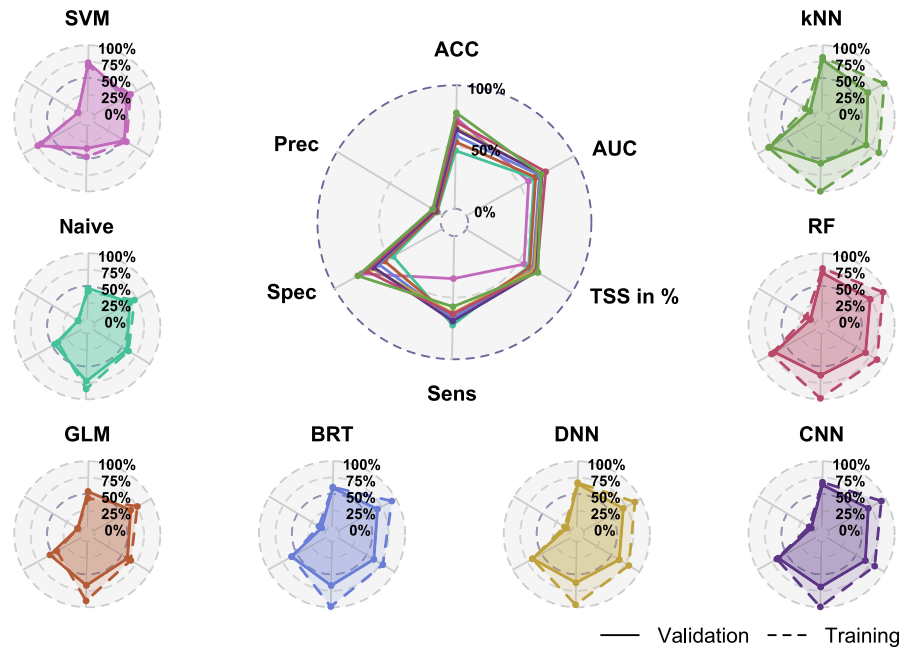 SVM
100%
75%
50%
25%
0%
ACC
100%
50%
0%
Prec
AUC
Spec
TSS in %
Sens
kNN
100%
75%
50%
25%
0%
Naive
100%
75%
50%
25%
0%
RF
100%
75%
50%
25%
0%
GLM
100%
75%
50%
25%
0%
BRT
100%
75%
50%
25%
0%
DNN
100%
75%
50%
25%
0%
CNN
100%
75%
50%
25%
0%
Validation
Training